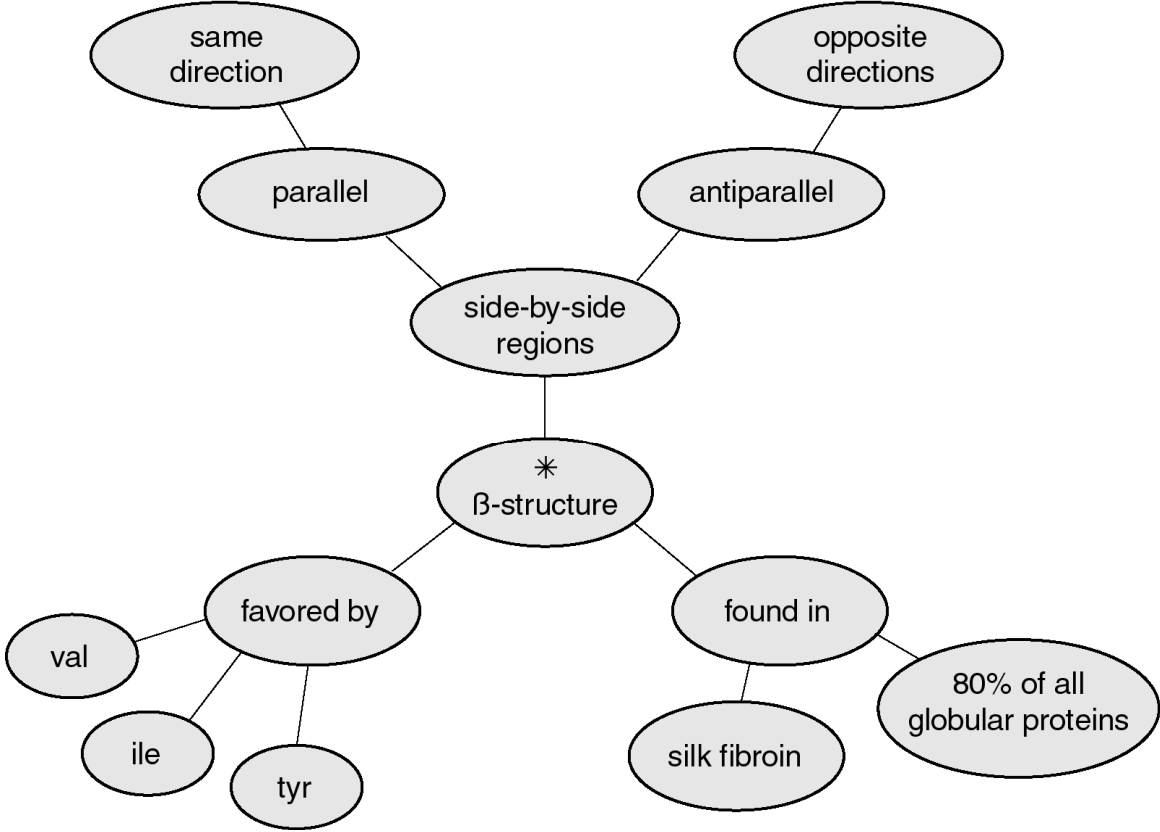 same
direction
opposite
directions
parallel
antiparallel
side-by-side
regions
✳
ß-structure
favored by
found in
val
ile
tyr
silk fibroin
80% of all
globular proteins